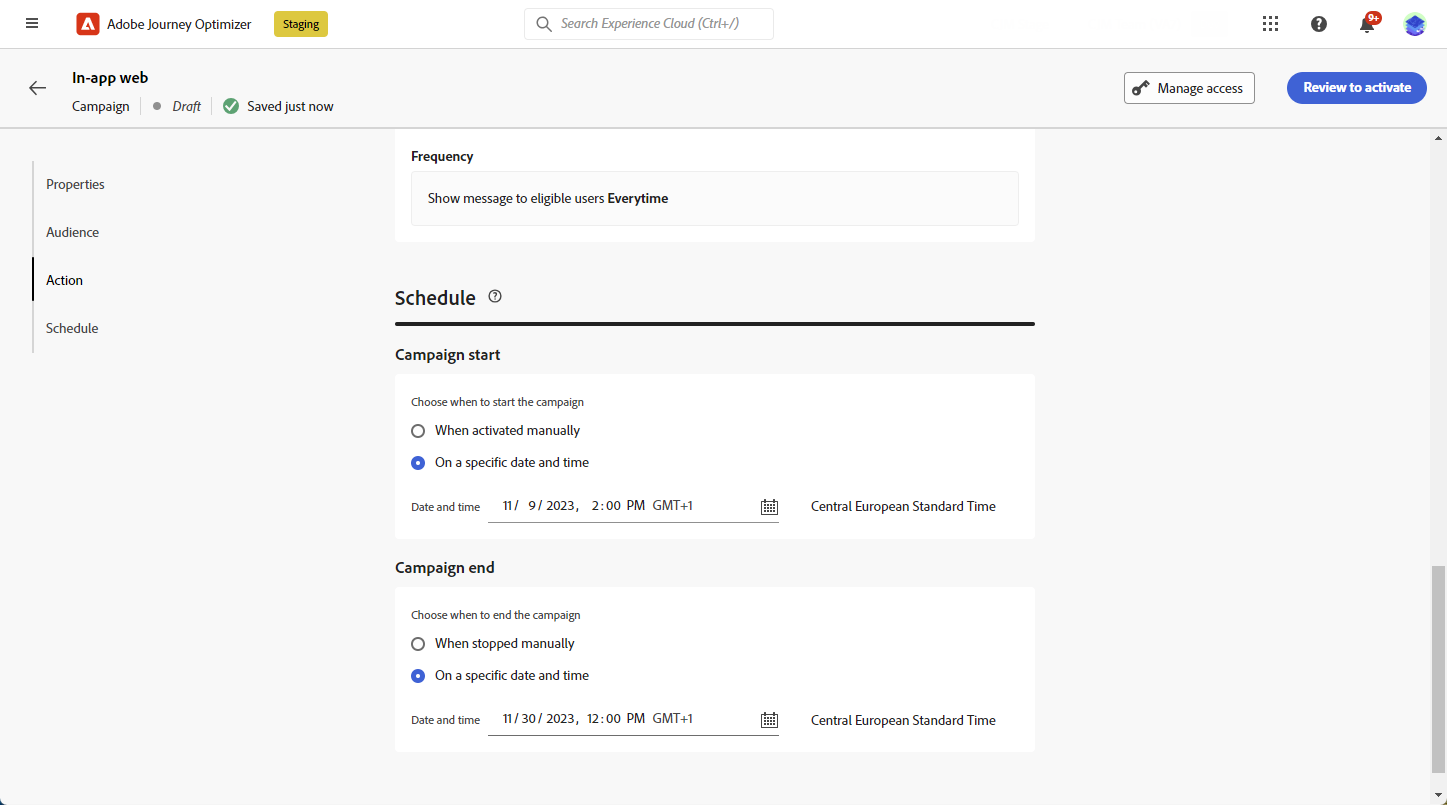 Adobe Journey Optimizer
Staging
Search Experience Cloud (Ctrl+/)
9+
In-app web
Campaign
Draft
Saved just now
Manage access
Review to activate
Properties
Audience
Action
Schedule
Frequency
Show message to eligible users Everytime
Schedule
Campaign start
Choose when to start the campaign
When activated manually
On a specific date and time
Date and time 11/ 9/2023, 2:00 PM GMT+1 Central European Standard Time
Campaign end
Choose when to end the campaign
When stopped manually
On a specific date and time
Date and time 11/30/2023, 12:00 PM GMT+1 Central European Standard Time